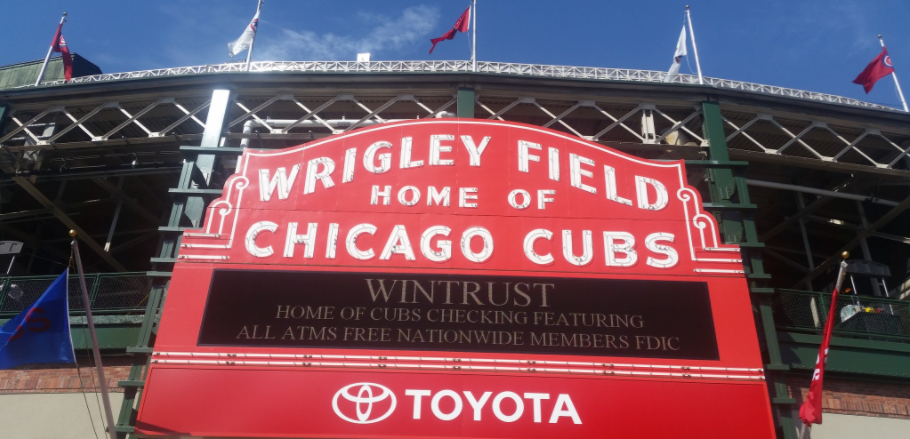 WRIGLEY FIELD
HOME OF
CHICAGO CUBS
WINTRUST
HOME OF CUBS CHECKING FEATURING
ALL ATMS FREE NATIONWIDE MEMBERS FDIC
TOYOTA